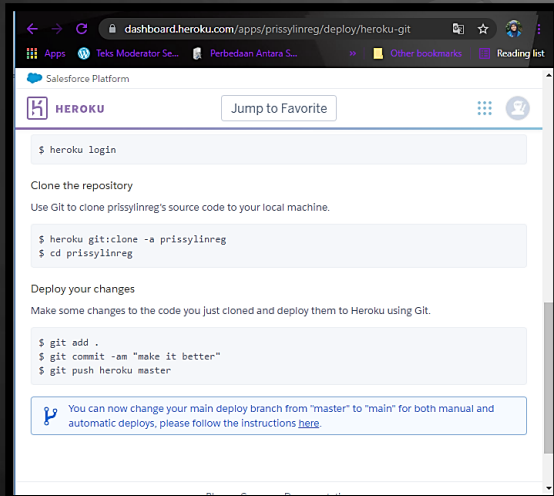 dashboard.heroku.com/apps/prissylinreg/deploy/heroku-git
Apps Teks Moderator Se... Perbedaan Antara S... » Other bookmarks Reading list
Salesforce Platform
HEROKU Jump to Favorite
$ heroku login
Clone the repository
Use Git to clone prissylinreg's source code to your local machine.
$ heroku git:clone -a prissylinreg
$ cd prissylinreg
Deploy your changes
Make some changes to the code you just cloned and deploy them to Heroku using Git.
$ git add .
$ git commit -am "make it better"
$ git push heroku master
You can now change your main deploy branch from "master" to "main" for both manual and
automatic deploys, please follow the instructions here.